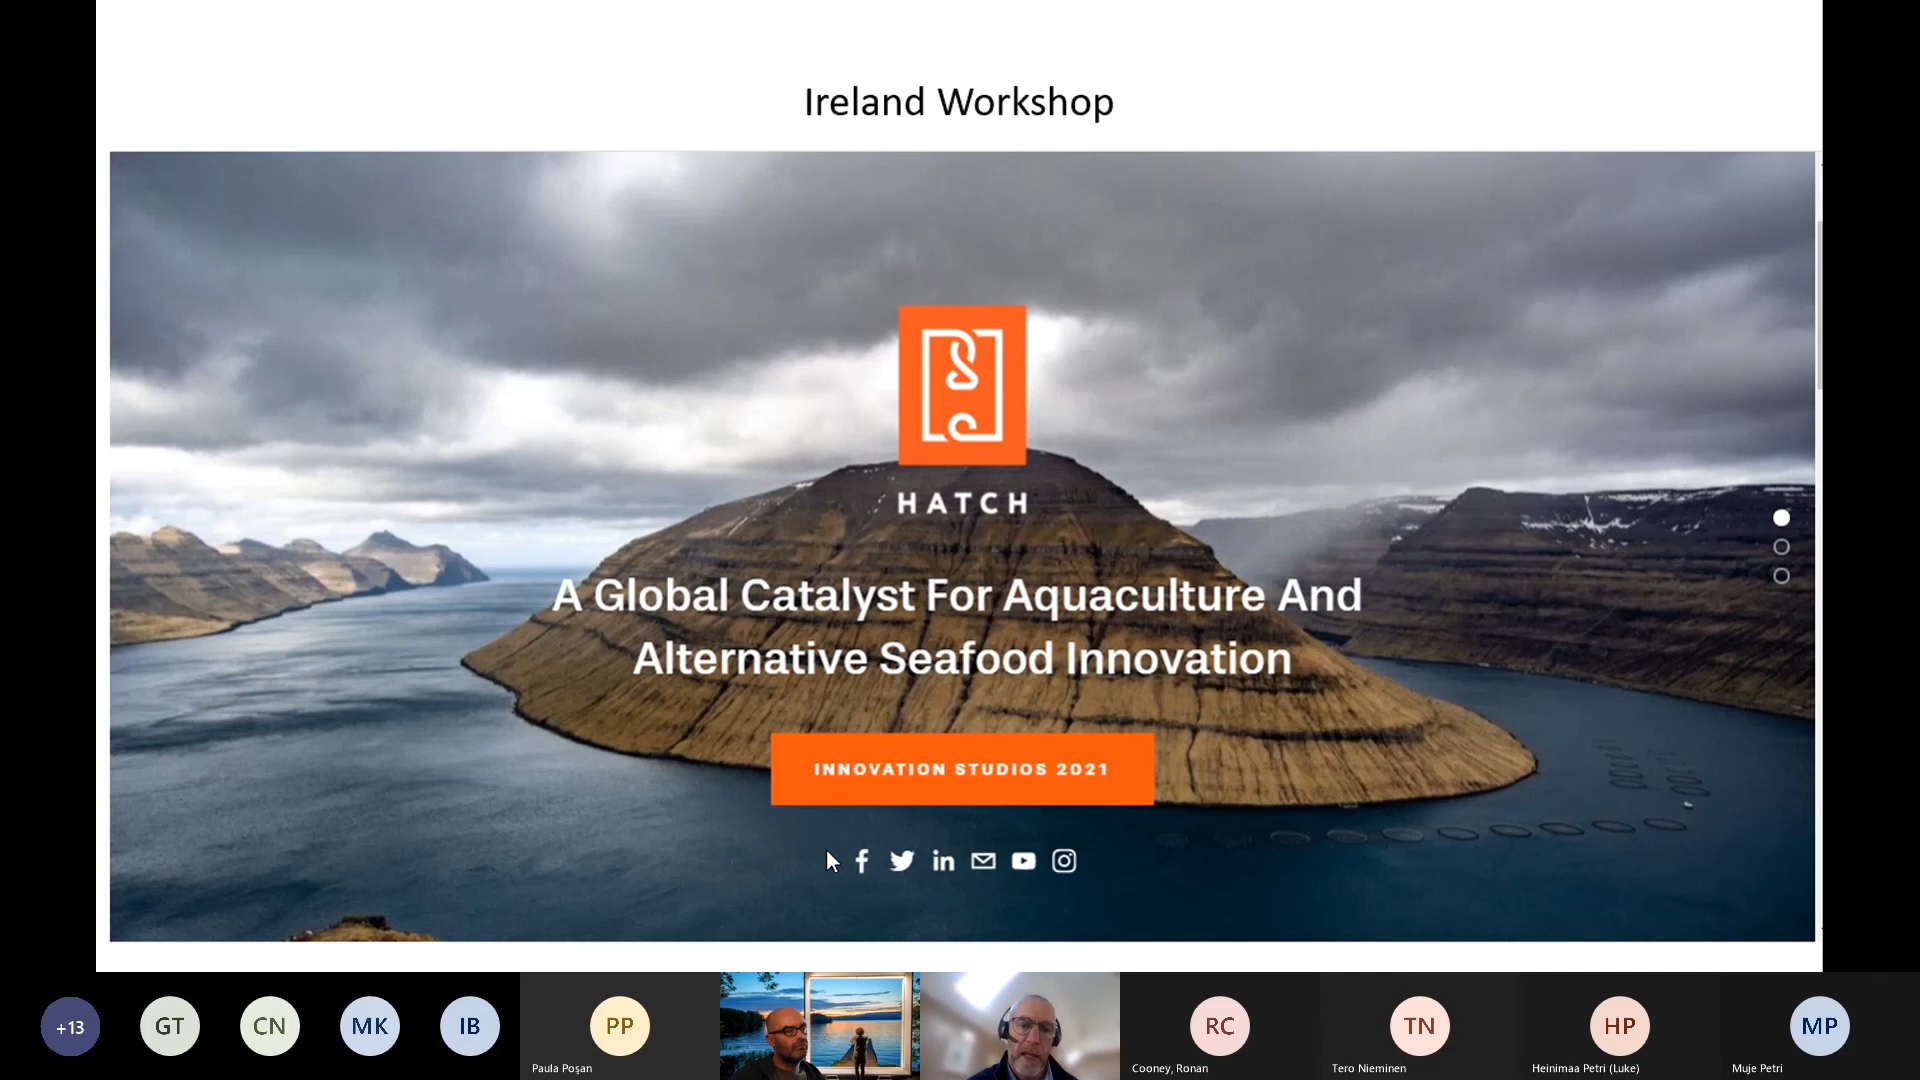 Ireland Workshop
HATCH
A Global Catalyst For Aquaculture And
Alternative Seafood Innovation
INNOVATION STUDIOS 2021
+13
GT
CN
MK
IB
PP
Paula Poşan
RC
Cooney, Ronan
TN
Tero Nieminen
HP
Heinimaa Petri (Luke)
MP
Muje Petri